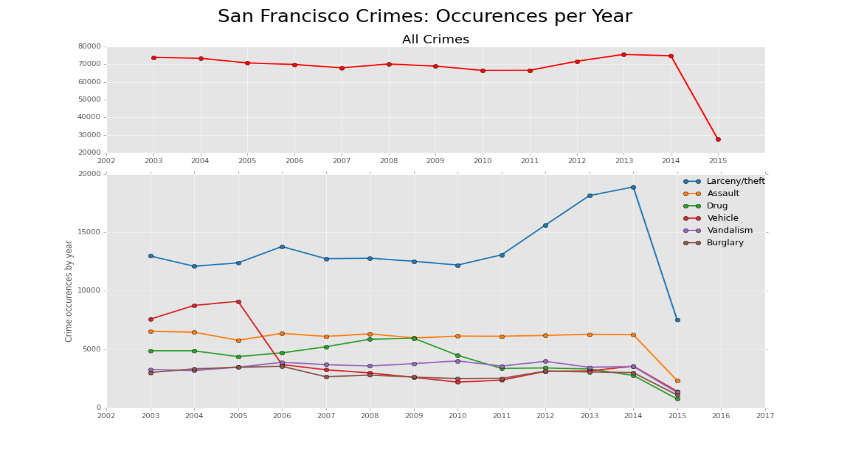 San Francisco Crimes: Occurences per Year
All Crimes
80000
70000
60000
50000
40000
30000
20000
2002 2003 2004 2005 2006 2007 2008 2009 2010 2011 2012 2013 2014 2015
20000
15000
10000
5000
0
Crime occurences by year
Larceny/theft
Assault
Drug
Vehicle
Vandalism
Burglary
2002 2003 2004 2005 2006 2007 2008 2009 2010 2011 2012 2013 2014 2015 2016 2017